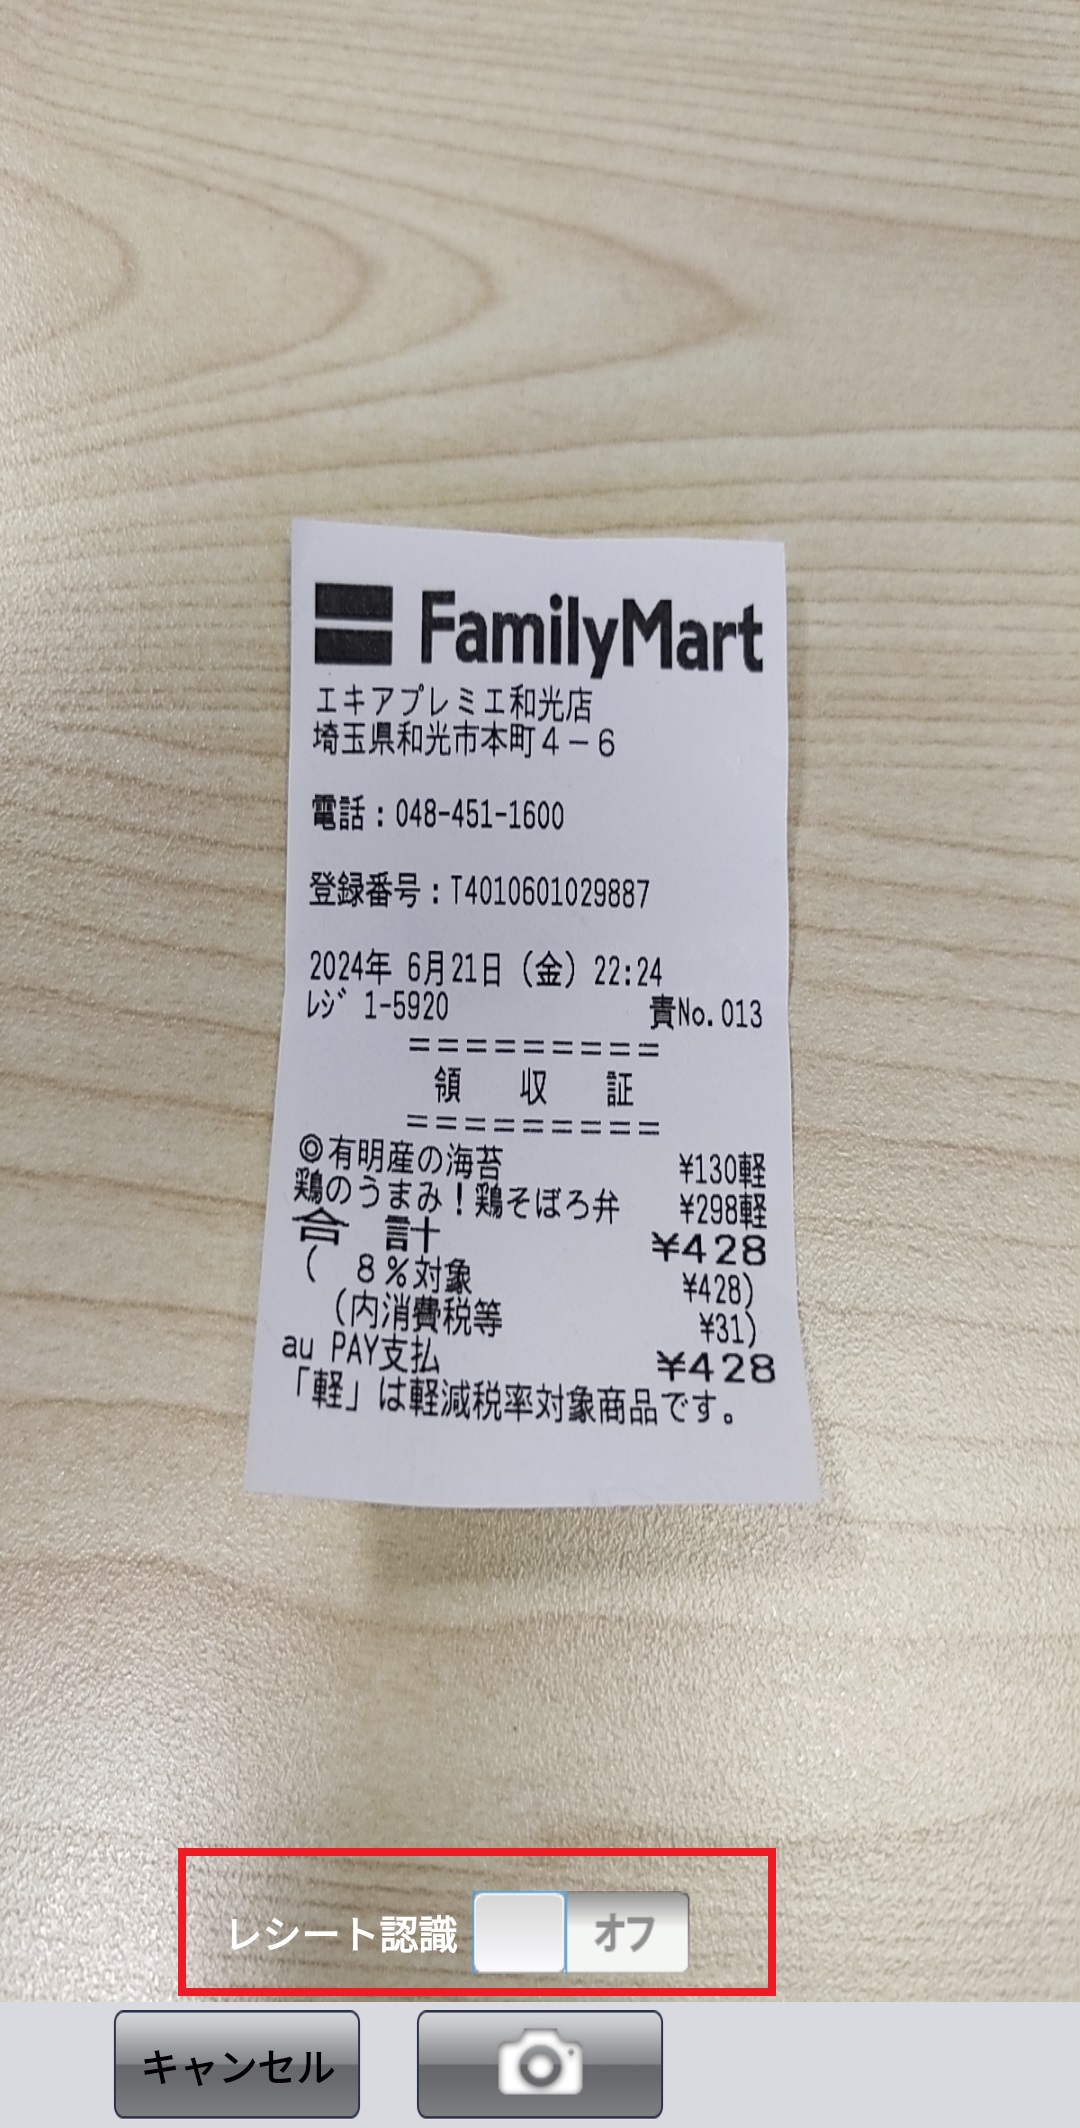 FamilyMart
エキアプレミエ和光店
埼玉県和光市本町4－6
電話：048-451-1600
登録番号：T4010601029887
2024年 6月21日（金）22:24
ﾚｼﾞ 1-5920 責No.013
=========
領 収 証
=========
◎有明産の海苔 ¥130軽
鶏のうまみ！鶏そぼろ弁 ¥298軽
合 計 ¥428
（ 8％対象 ¥428）
（内消費税等 ¥31）
au PAY支払 ¥428
「軽」は軽減税率対象商品です。
レシート認識 オフ
キャンセル